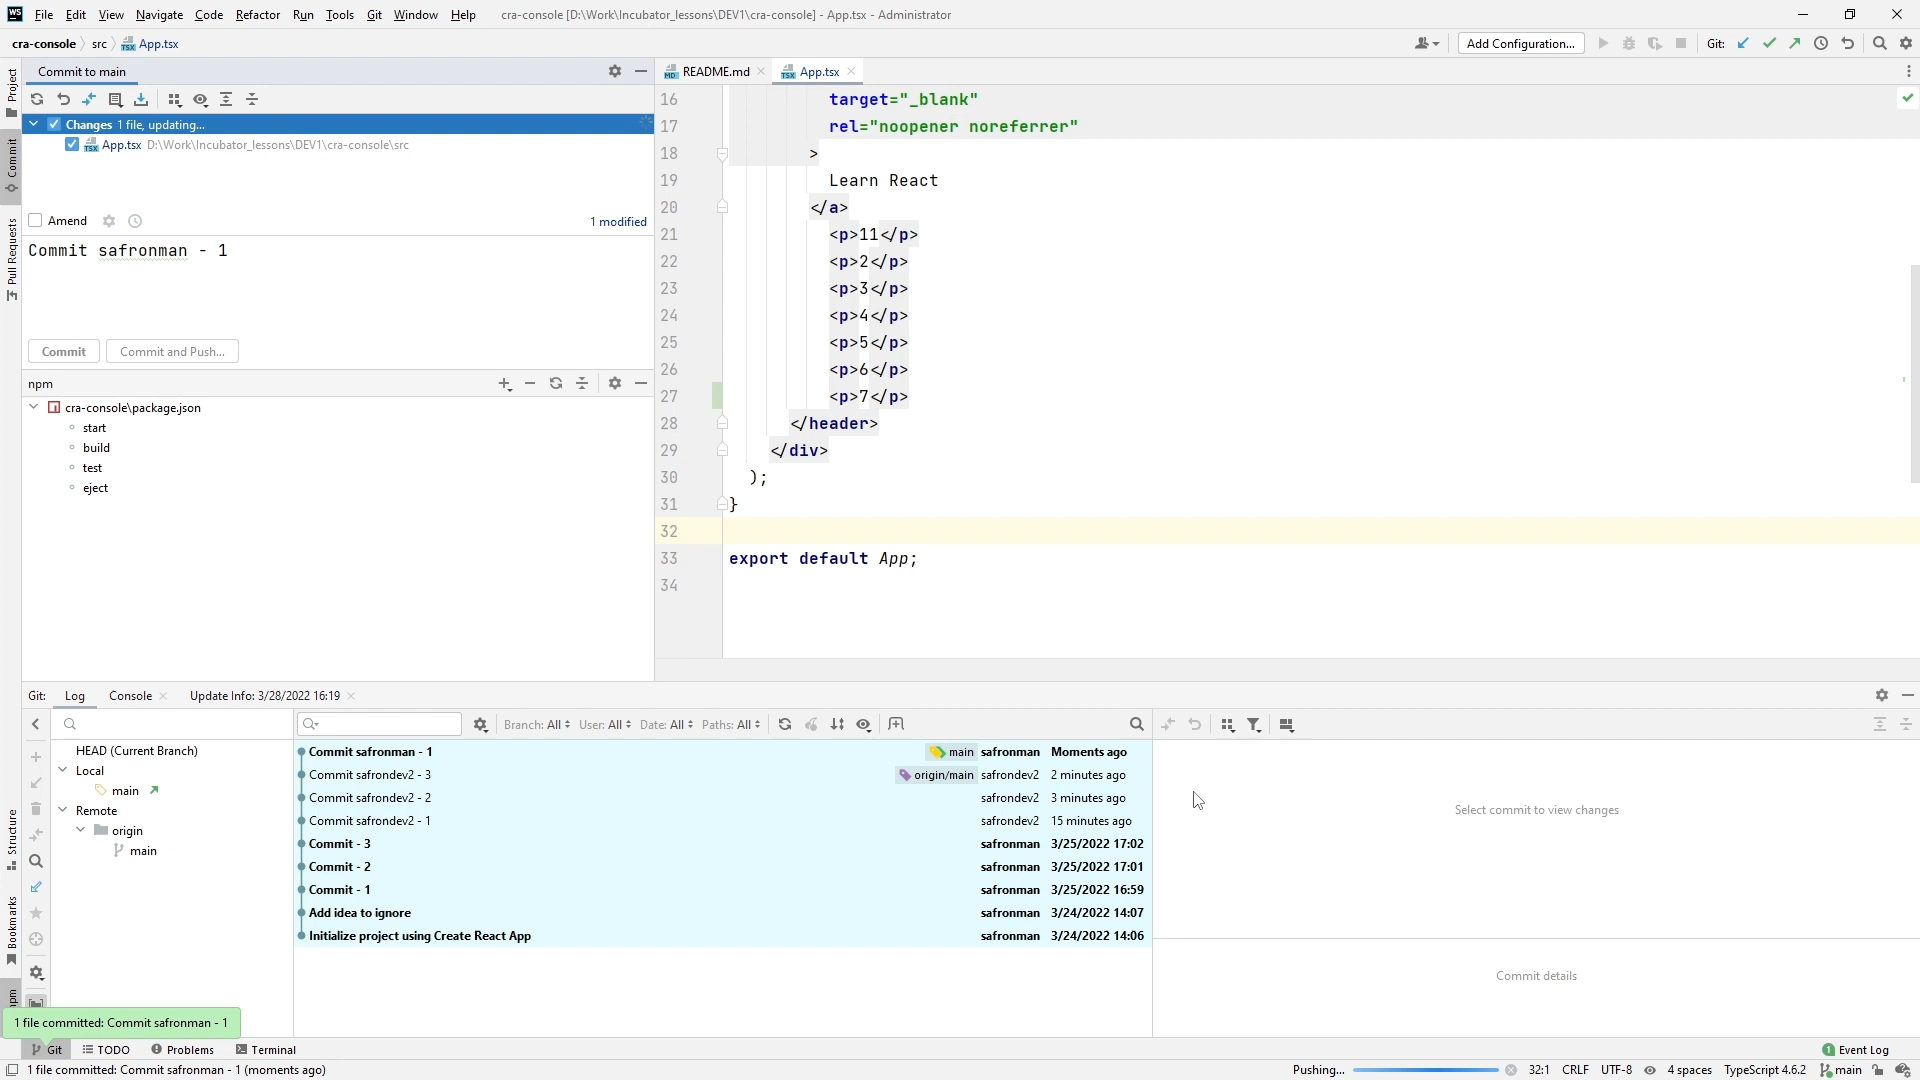 WS File Edit View Navigate Code Refactor Run Tools Git Window Help cra-console [D:\Work\Incubator_lessons\DEV1\cra-console] - App.tsx - Administrator
cra-console src App.tsx Add Configuration... Git:
Project
Commit
Pull Requests
Structure
Bookmarks
npm
Commit to main
Changes 1 file, updating...
App.tsx D:\Work\Incubator_lessons\DEV1\cra-console\src
Amend 1 modified
Commit safronman - 1
Commit Commit and Push...
npm
cra-console\package.json
start
build
test
eject
README.md App.tsx
16 target="_blank"
17 rel="noopener noreferrer"
18 >
19 Learn React
20 </a>
21 <p>11</p>
22 <p>2</p>
23 <p>3</p>
24 <p>4</p>
25 <p>5</p>
26 <p>6</p>
27 <p>7</p>
28 </header>
29 </div>
30 );
31 }
32
33 export default App;
34
Git: Log Console Update Info: 3/28/2022 16:19
Branch: All User: All Date: All Paths: All
HEAD (Current Branch)
Local
main
Remote
origin
main
Commit safronman - 1 main safronman Moments ago
Commit safrondev2 - 3 origin/main safrondev2 2 minutes ago
Commit safrondev2 - 2 safrondev2 3 minutes ago
Commit safrondev2 - 1 safrondev2 15 minutes ago
Commit - 3 safronman 3/25/2022 17:02
Commit - 2 safronman 3/25/2022 17:01
Commit - 1 safronman 3/25/2022 16:59
Add idea to ignore safronman 3/24/2022 14:07
Initialize project using Create React App safronman 3/24/2022 14:06
Select commit to view changes
Commit details
1 file committed: Commit safronman - 1
Git TODO Problems Terminal 1 Event Log
1 file committed: Commit safronman - 1 (moments ago) Pushing... 32:1 CRLF UTF-8 4 spaces TypeScript 4.6.2 main